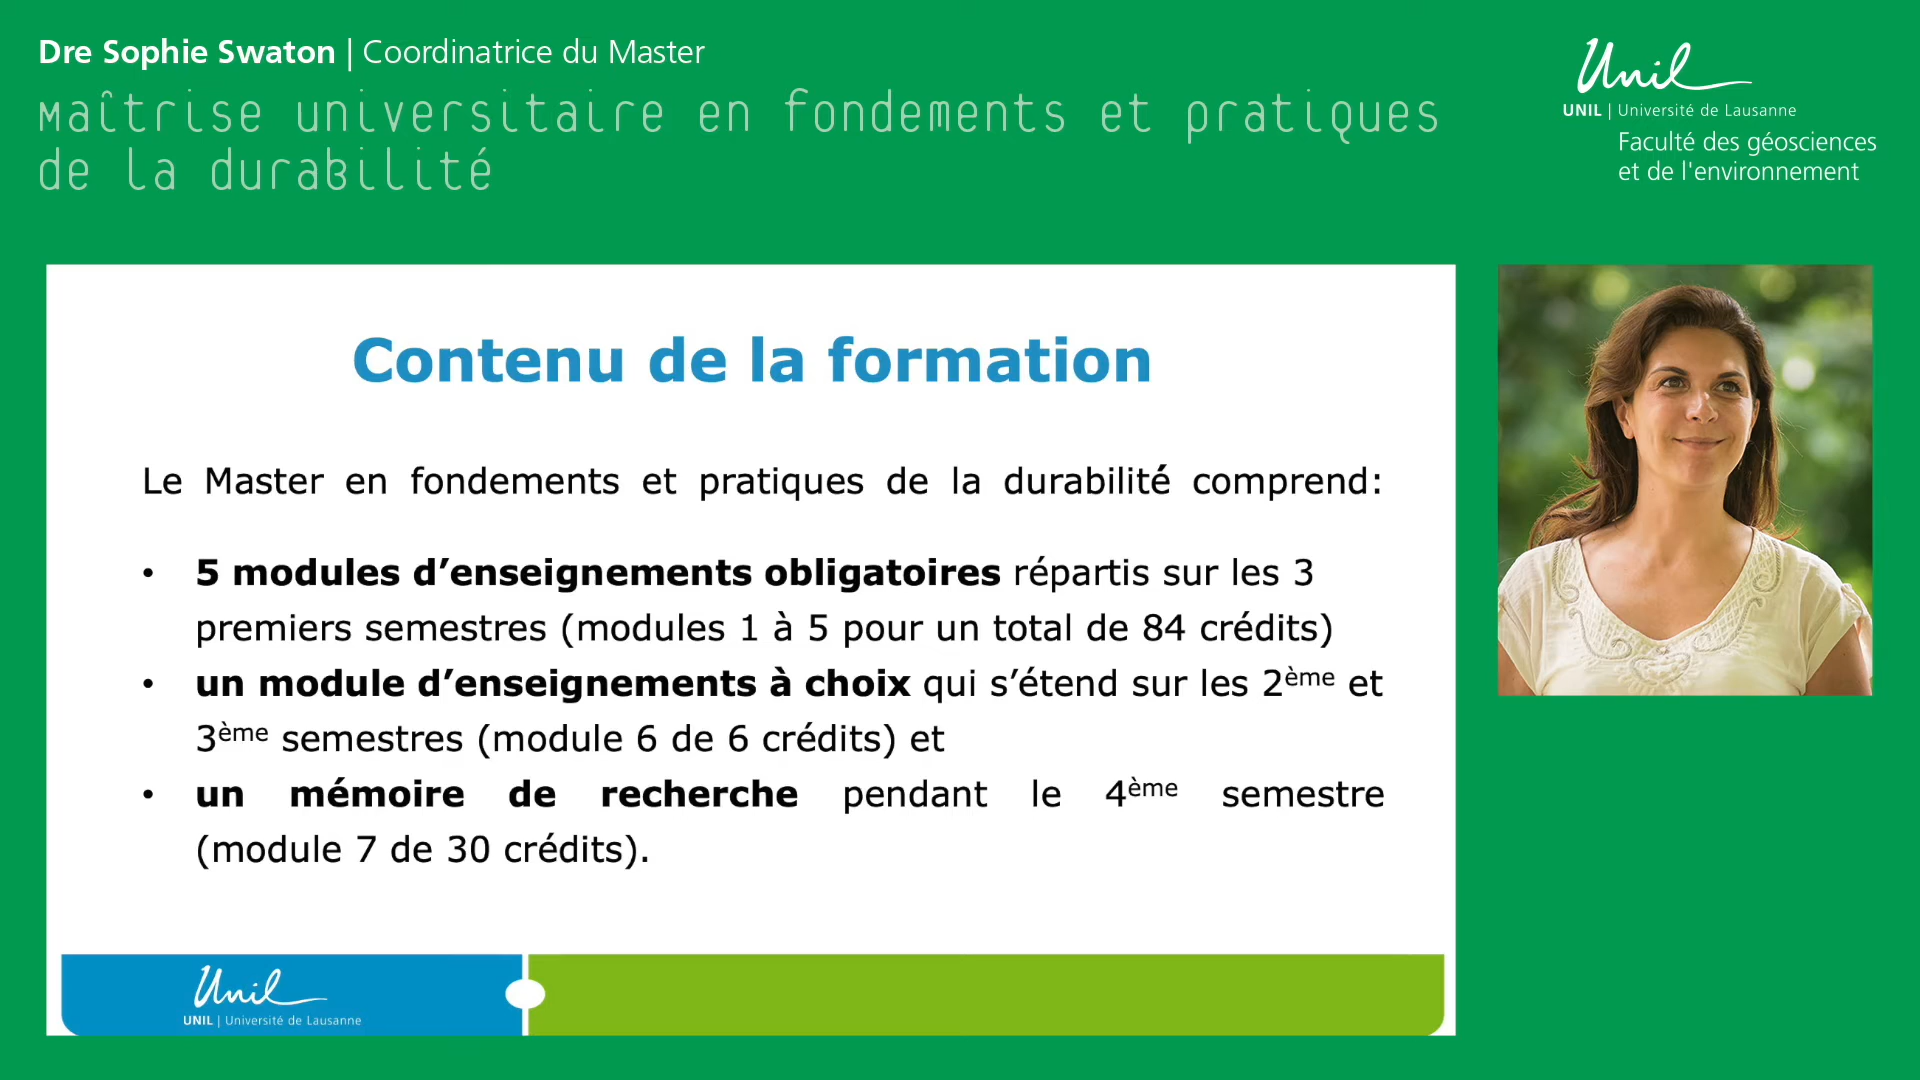 Dre Sophie Swaton | Coordinatrice du Master
Maîtrise universitaire en fondements et pratiques
de la durabilité
Unil
UNIL | Université de Lausanne
Faculté des géosciences
et de l'environnement
Contenu de la formation
Le Master en fondements et pratiques de la durabilité comprend:
• 5 modules d’enseignements obligatoires répartis sur les 3
premiers semestres (modules 1 à 5 pour un total de 84 crédits)
• un module d’enseignements à choix qui s’étend sur les 2ème et
3ème semestres (module 6 de 6 crédits) et
• un mémoire de recherche pendant le 4ème semestre
(module 7 de 30 crédits).
Unil
UNIL | Université de Lausanne